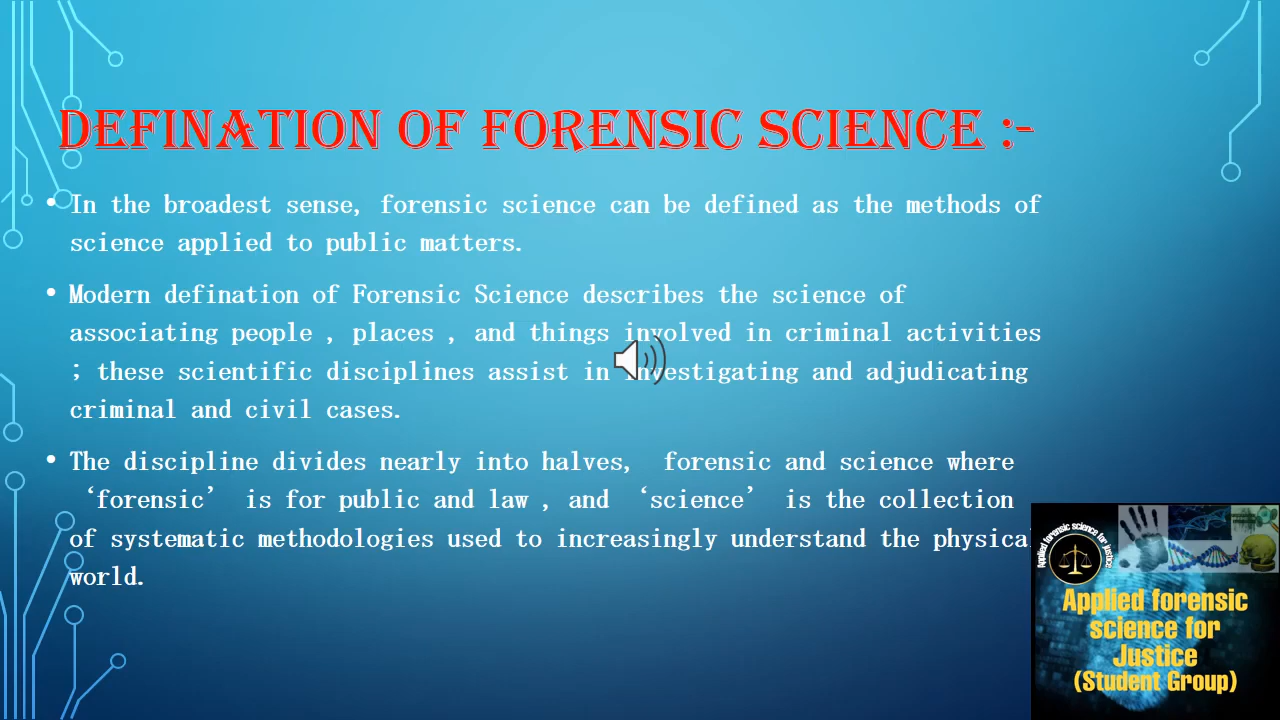 DEFINATION OF FORENSIC SCIENCE :-
• In the broadest sense, forensic science can be defined as the methods of
science applied to public matters.
• Modern defination of Forensic Science describes the science of
associating people , places , and things involved in criminal activities
; these scientific disciplines assist in investigating and adjudicating
criminal and civil cases.
• The discipline divides nearly into halves, forensic and science where
‘forensic’ is for public and law , and ‘science’ is the collection
of systematic methodologies used to increasingly understand the physical
world.
Applied forensic science for justice
Applied forensic
science for
Justice
(Student Group)